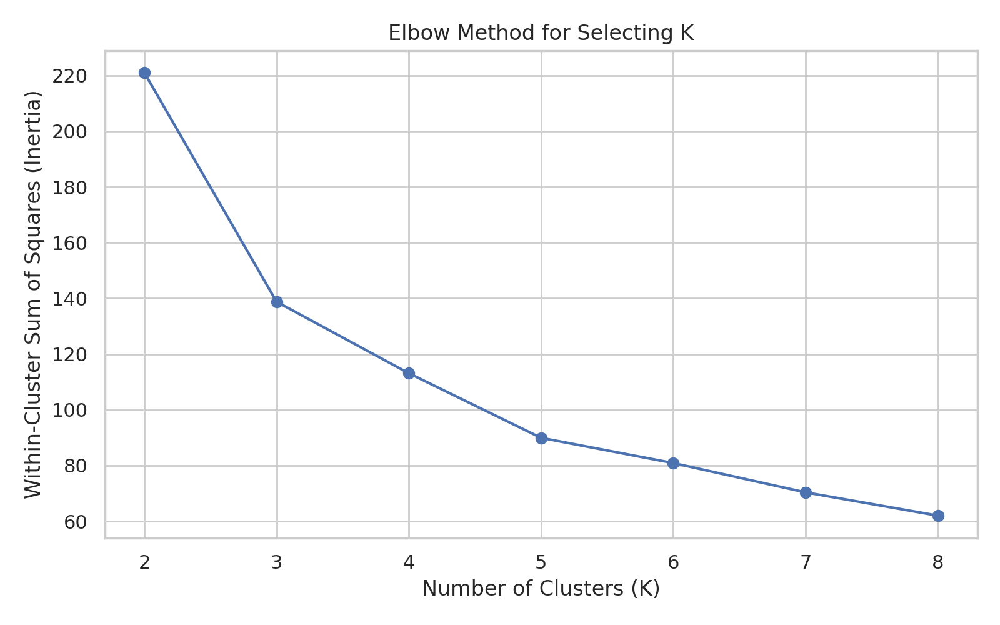 Elbow Method for Selecting K
Within-Cluster Sum of Squares (Inertia)
220
200
180
160
140
120
100
80
60
2 3 4 5 6 7 8
Number of Clusters (K)